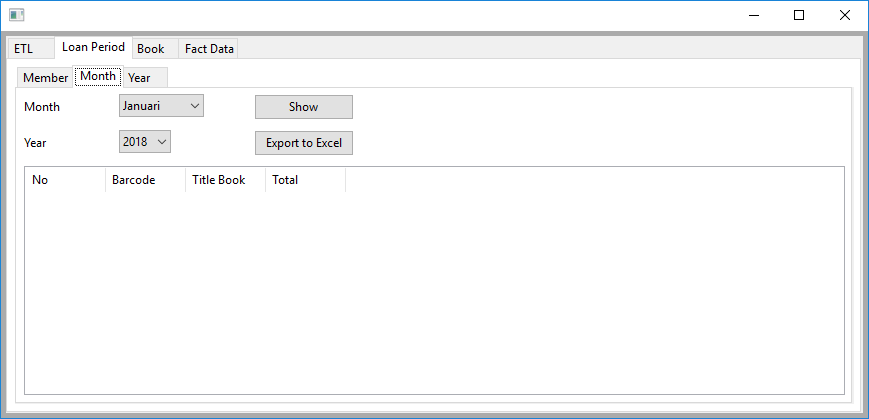 ETL Loan Period Book Fact Data
Member Month Year
Month Januari Show
Year 2018 Export to Excel
No Barcode Title Book Total